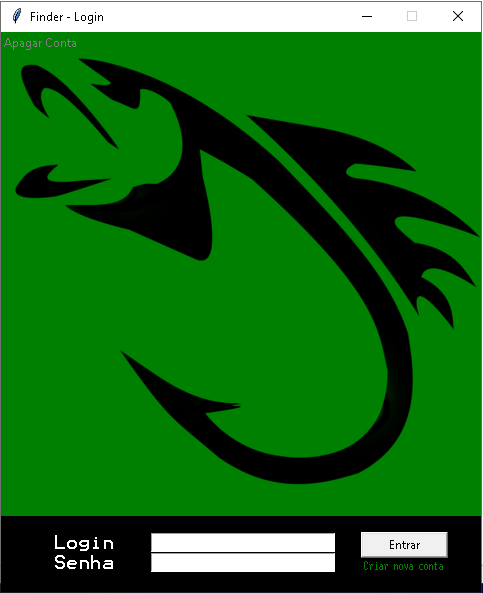 Finder - Login
Apagar Conta
Login
Entrar
Senha
Criar nova conta